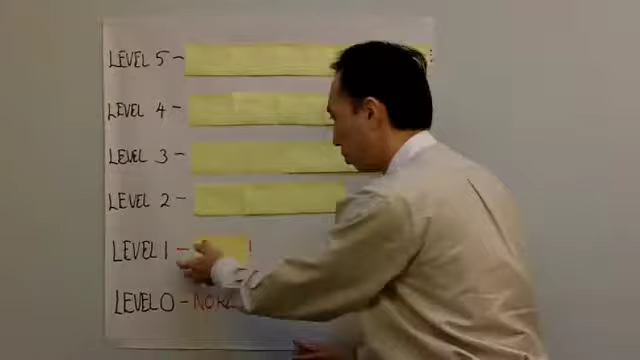 LEVEL 5 -
LEVEL 4 -
LEVEL 3 -
LEVEL 2 -
LEVEL 1 -
LEVEL 0 -